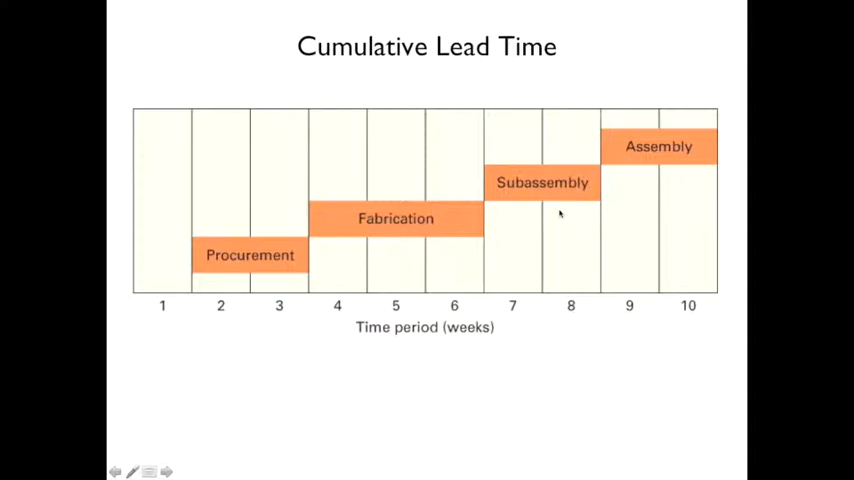 Cumulative Lead Time
Assembly
Subassembly
Fabrication
Procurement
1 2 3 4 5 6 7 8 9 10
Time period (weeks)